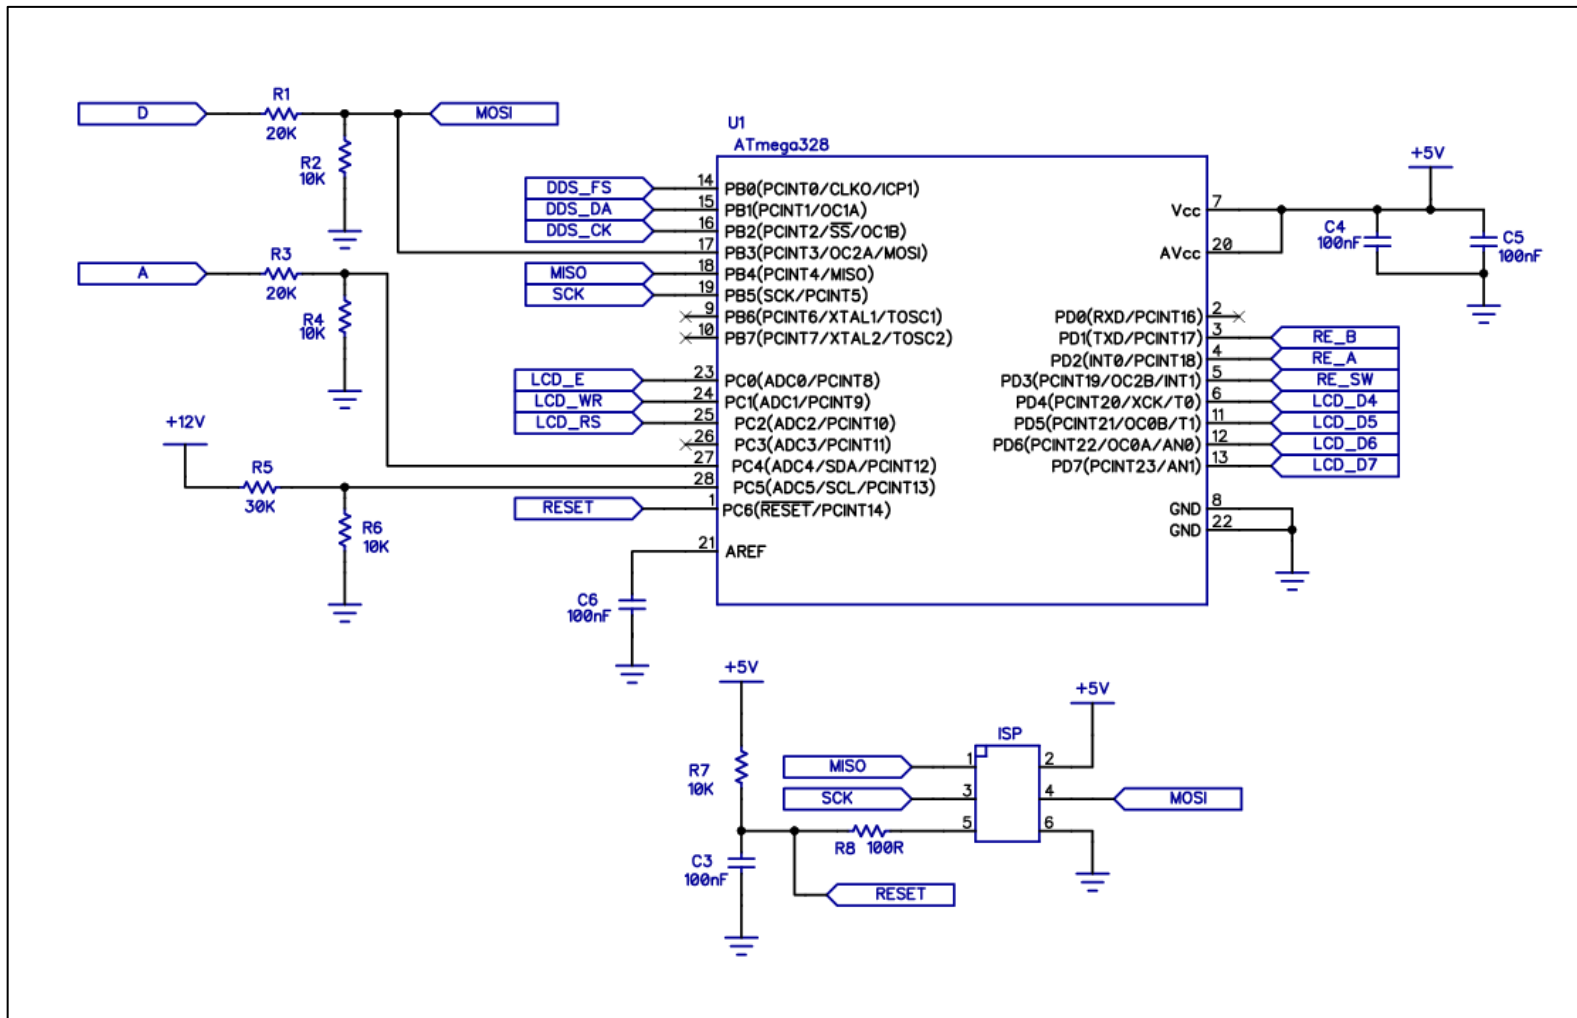 D
R1
20K
MOSI
R2
10K
A
R3
20K
R4
10K
+12V
R5
30K
R6
10K
U1
ATmega328
DDS_FS 14 PB0(PCINT0/CLKO/ICP1)
DDS_DA 15 PB1(PCINT1/OC1A)
DDS_CK 16 PB2(PCINT2/SS/OC1B)
17 PB3(PCINT3/OC2A/MOSI)
MISO 18 PB4(PCINT4/MISO)
SCK 19 PB5(SCK/PCINT5)
9 PB6(PCINT6/XTAL1/TOSC1)
10 PB7(PCINT7/XTAL2/TOSC2)
LCD_E 23 PC0(ADC0/PCINT8)
LCD_WR 24 PC1(ADC1/PCINT9)
LCD_RS 25 PC2(ADC2/PCINT10)
26 PC3(ADC3/PCINT11)
27 PC4(ADC4/SDA/PCINT12)
28 PC5(ADC5/SCL/PCINT13)
RESET 1 PC6(RESET/PCINT14)
21 AREF
C6
100nF
Vcc 7
AVcc 20
PD0(RXD/PCINT16) 2
PD1(TXD/PCINT17) 3 RE_B
PD2(INT0/PCINT18) 4 RE_A
PD3(PCINT19/OC2B/INT1) 5 RE_SW
PD4(PCINT20/XCK/T0) 6 LCD_D4
PD5(PCINT21/OC0B/T1) 11 LCD_D5
PD6(PCINT22/OC0A/AN0) 12 LCD_D6
PD7(PCINT23/AN1) 13 LCD_D7
GND 8
GND 22
+5V
C4
100nF
C5
100nF
+5V
R7
10K
C3
100nF
R8 100R
RESET
ISP
MISO 1
SCK 3
5
2
4 MOSI
6
+5V